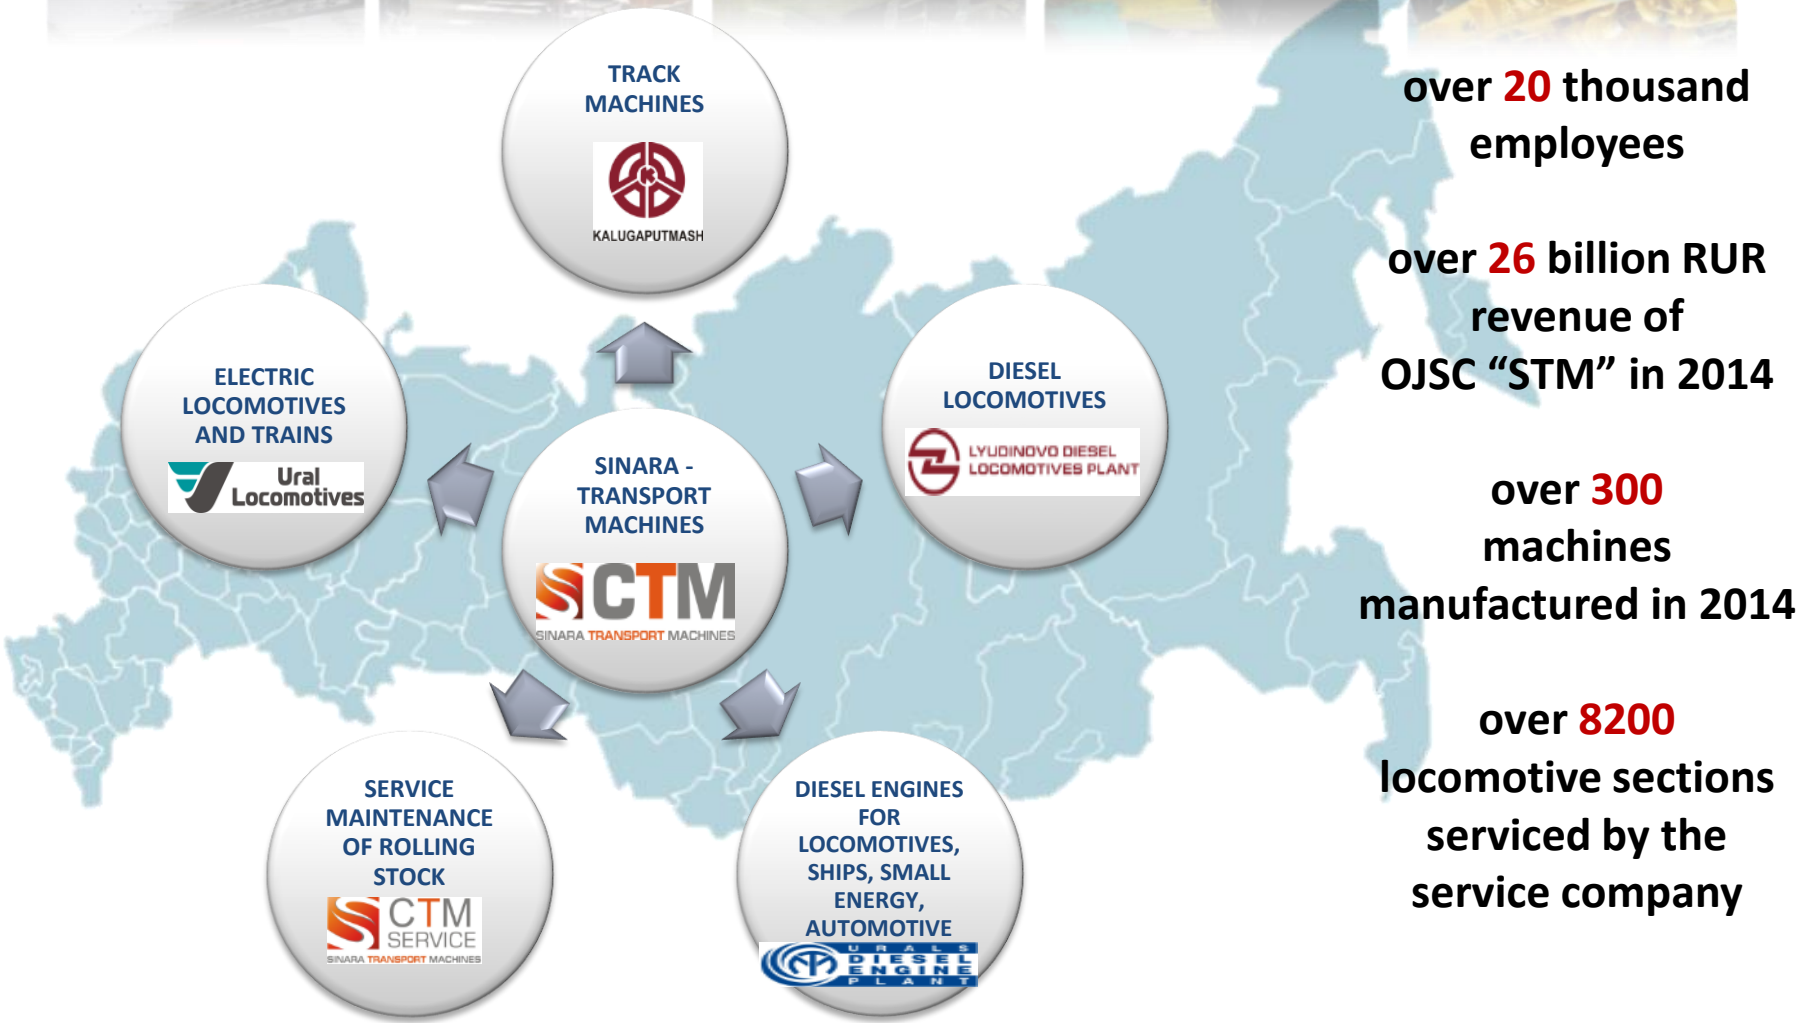 TRACK
MACHINES
KALUGAPUTMASH
ELECTRIC
LOCOMOTIVES
AND TRAINS
Ural
Locomotives
SINARA -
TRANSPORT
MACHINES
СТМ
SINARA TRANSPORT MACHINES
DIESEL
LOCOMOTIVES
LYUDINOVO DIESEL
LOCOMOTIVES PLANT
SERVICE
MAINTENANCE
OF ROLLING
STOCK
СТМ
SERVICE
SINARA TRANSPORT MACHINES
DIESEL ENGINES
FOR
LOCOMOTIVES,
SHIPS, SMALL
ENERGY,
AUTOMOTIVE
URALS
DIESEL
ENGINE
PLANT
over 20 thousand
employees
over 26 billion RUR
revenue of
OJSC “STM” in 2014
over 300
machines
manufactured in 2014
over 8200
locomotive sections
serviced by the
service company